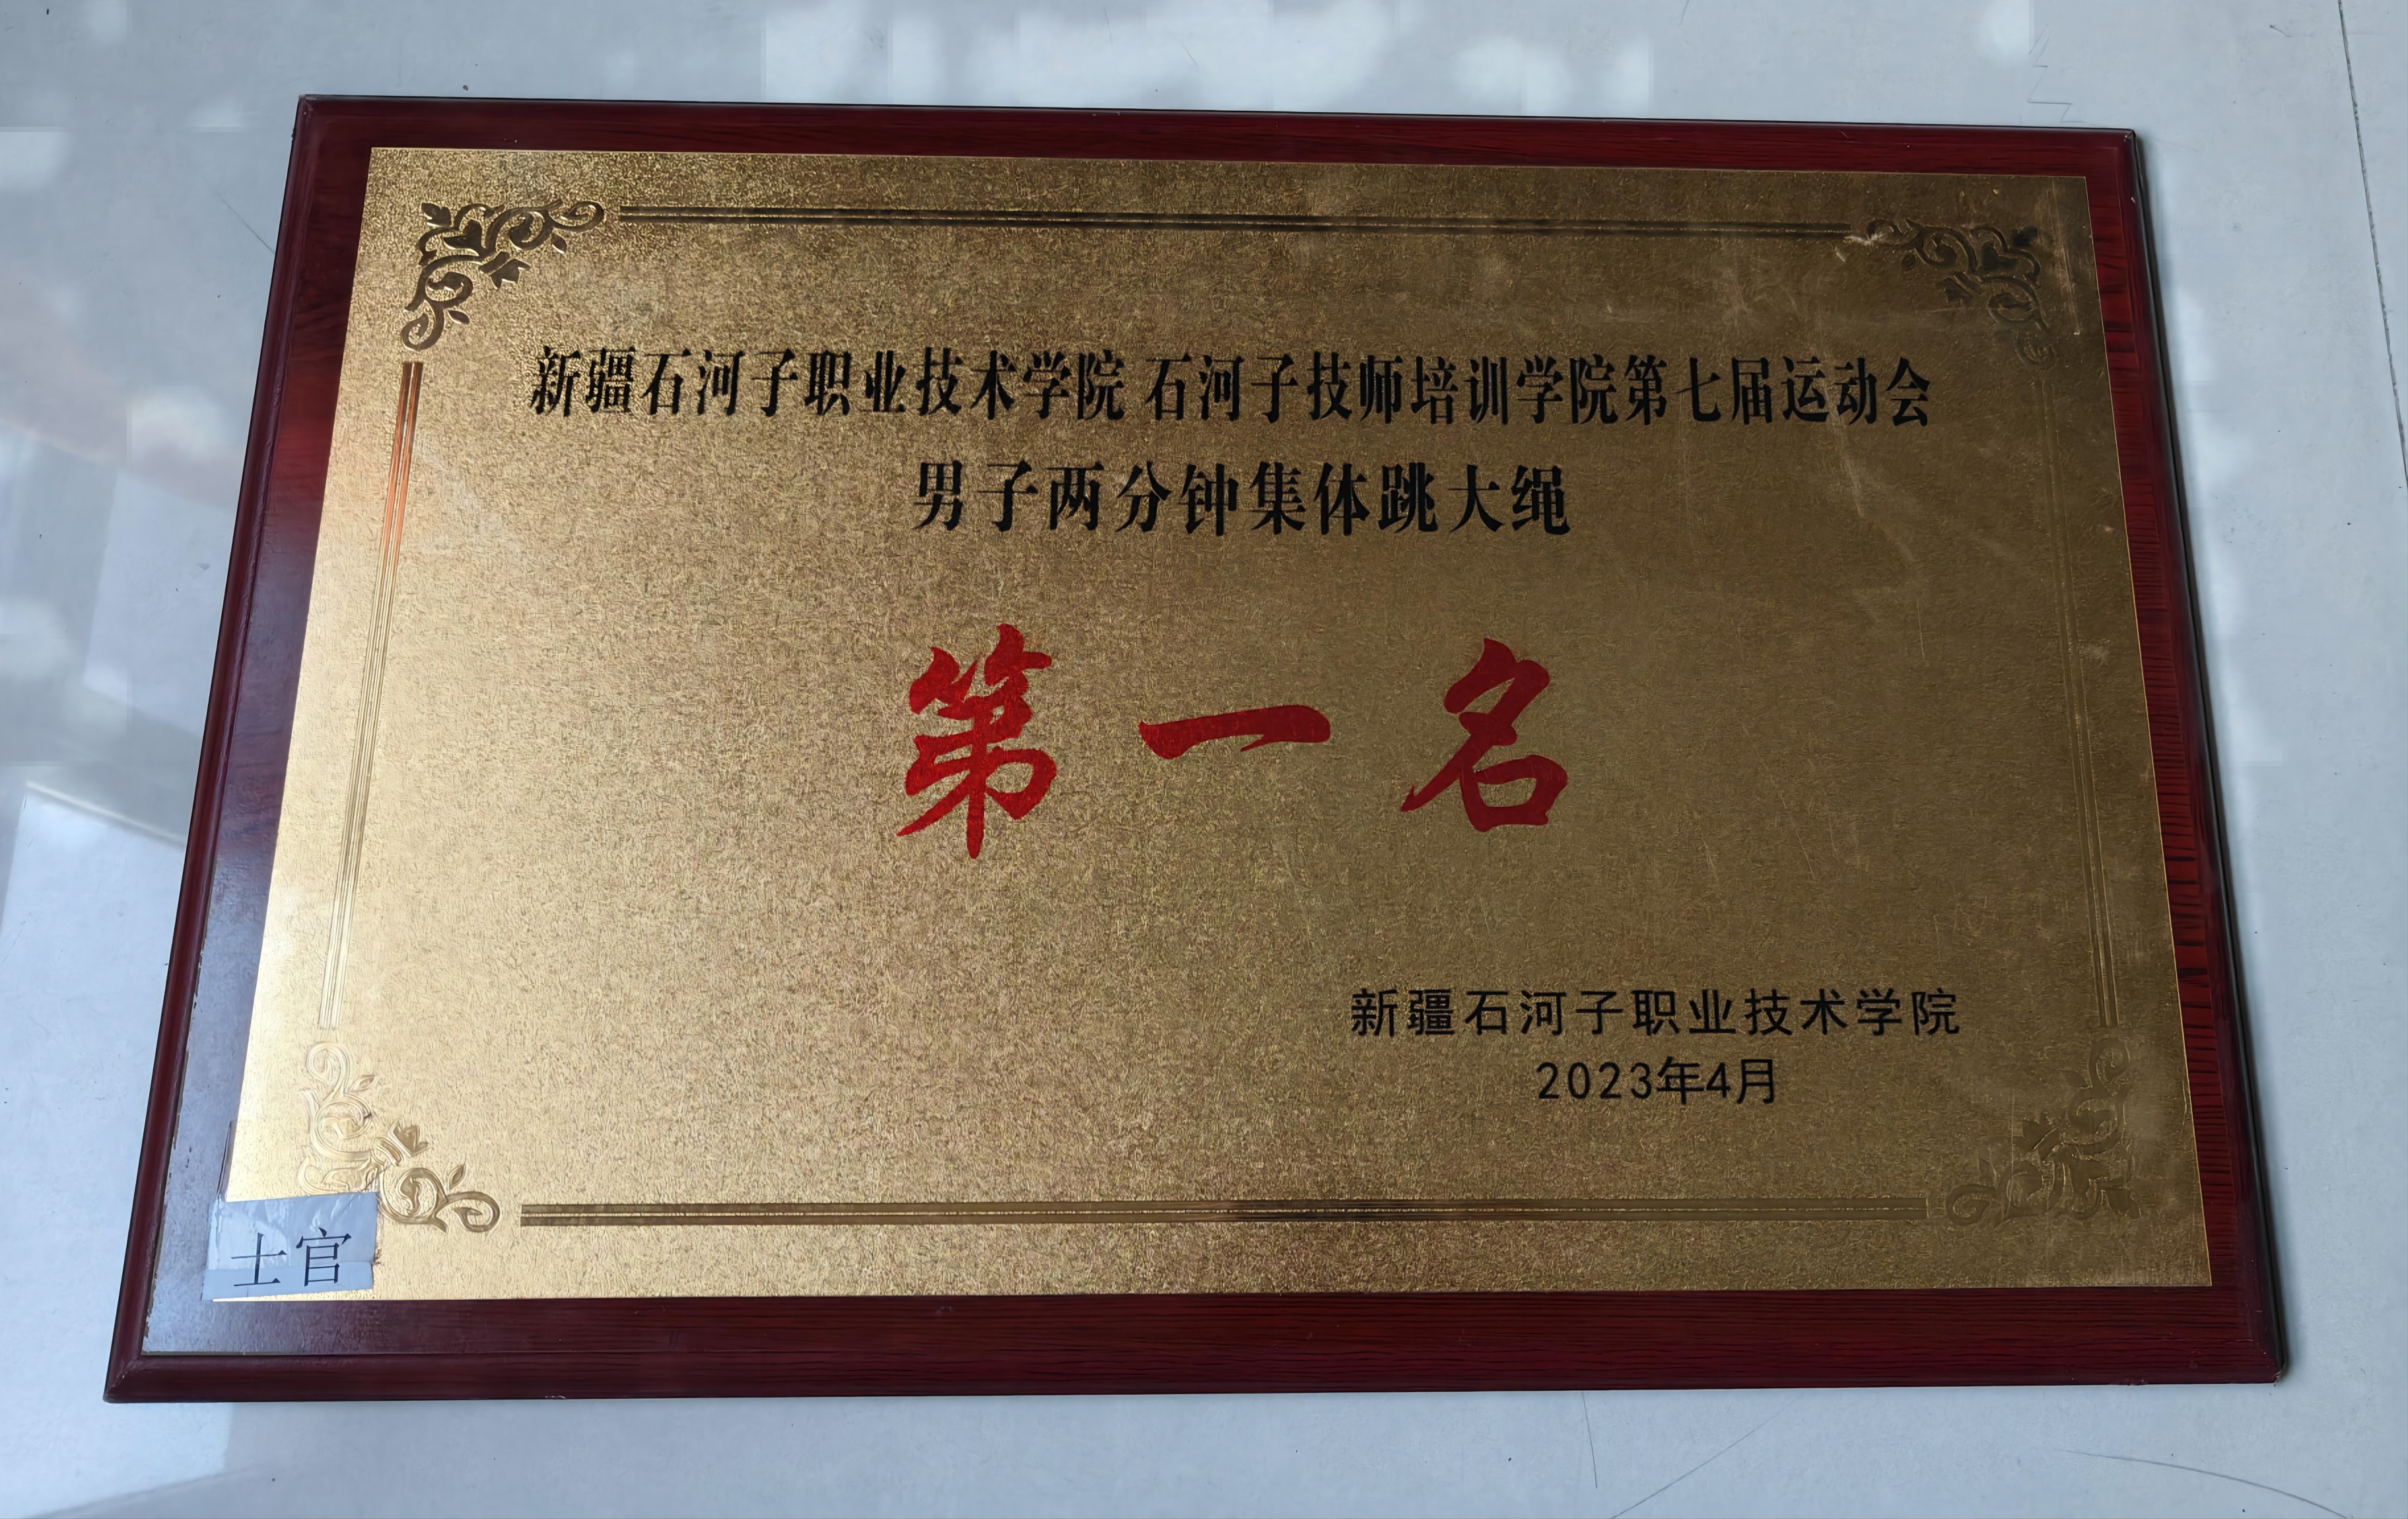 新疆石河子职业技术学院 石河子技师培训学院第七届运动会
男子两分钟集体跳大绳
第一名
新疆石河子职业技术学院
2023年4月
士官